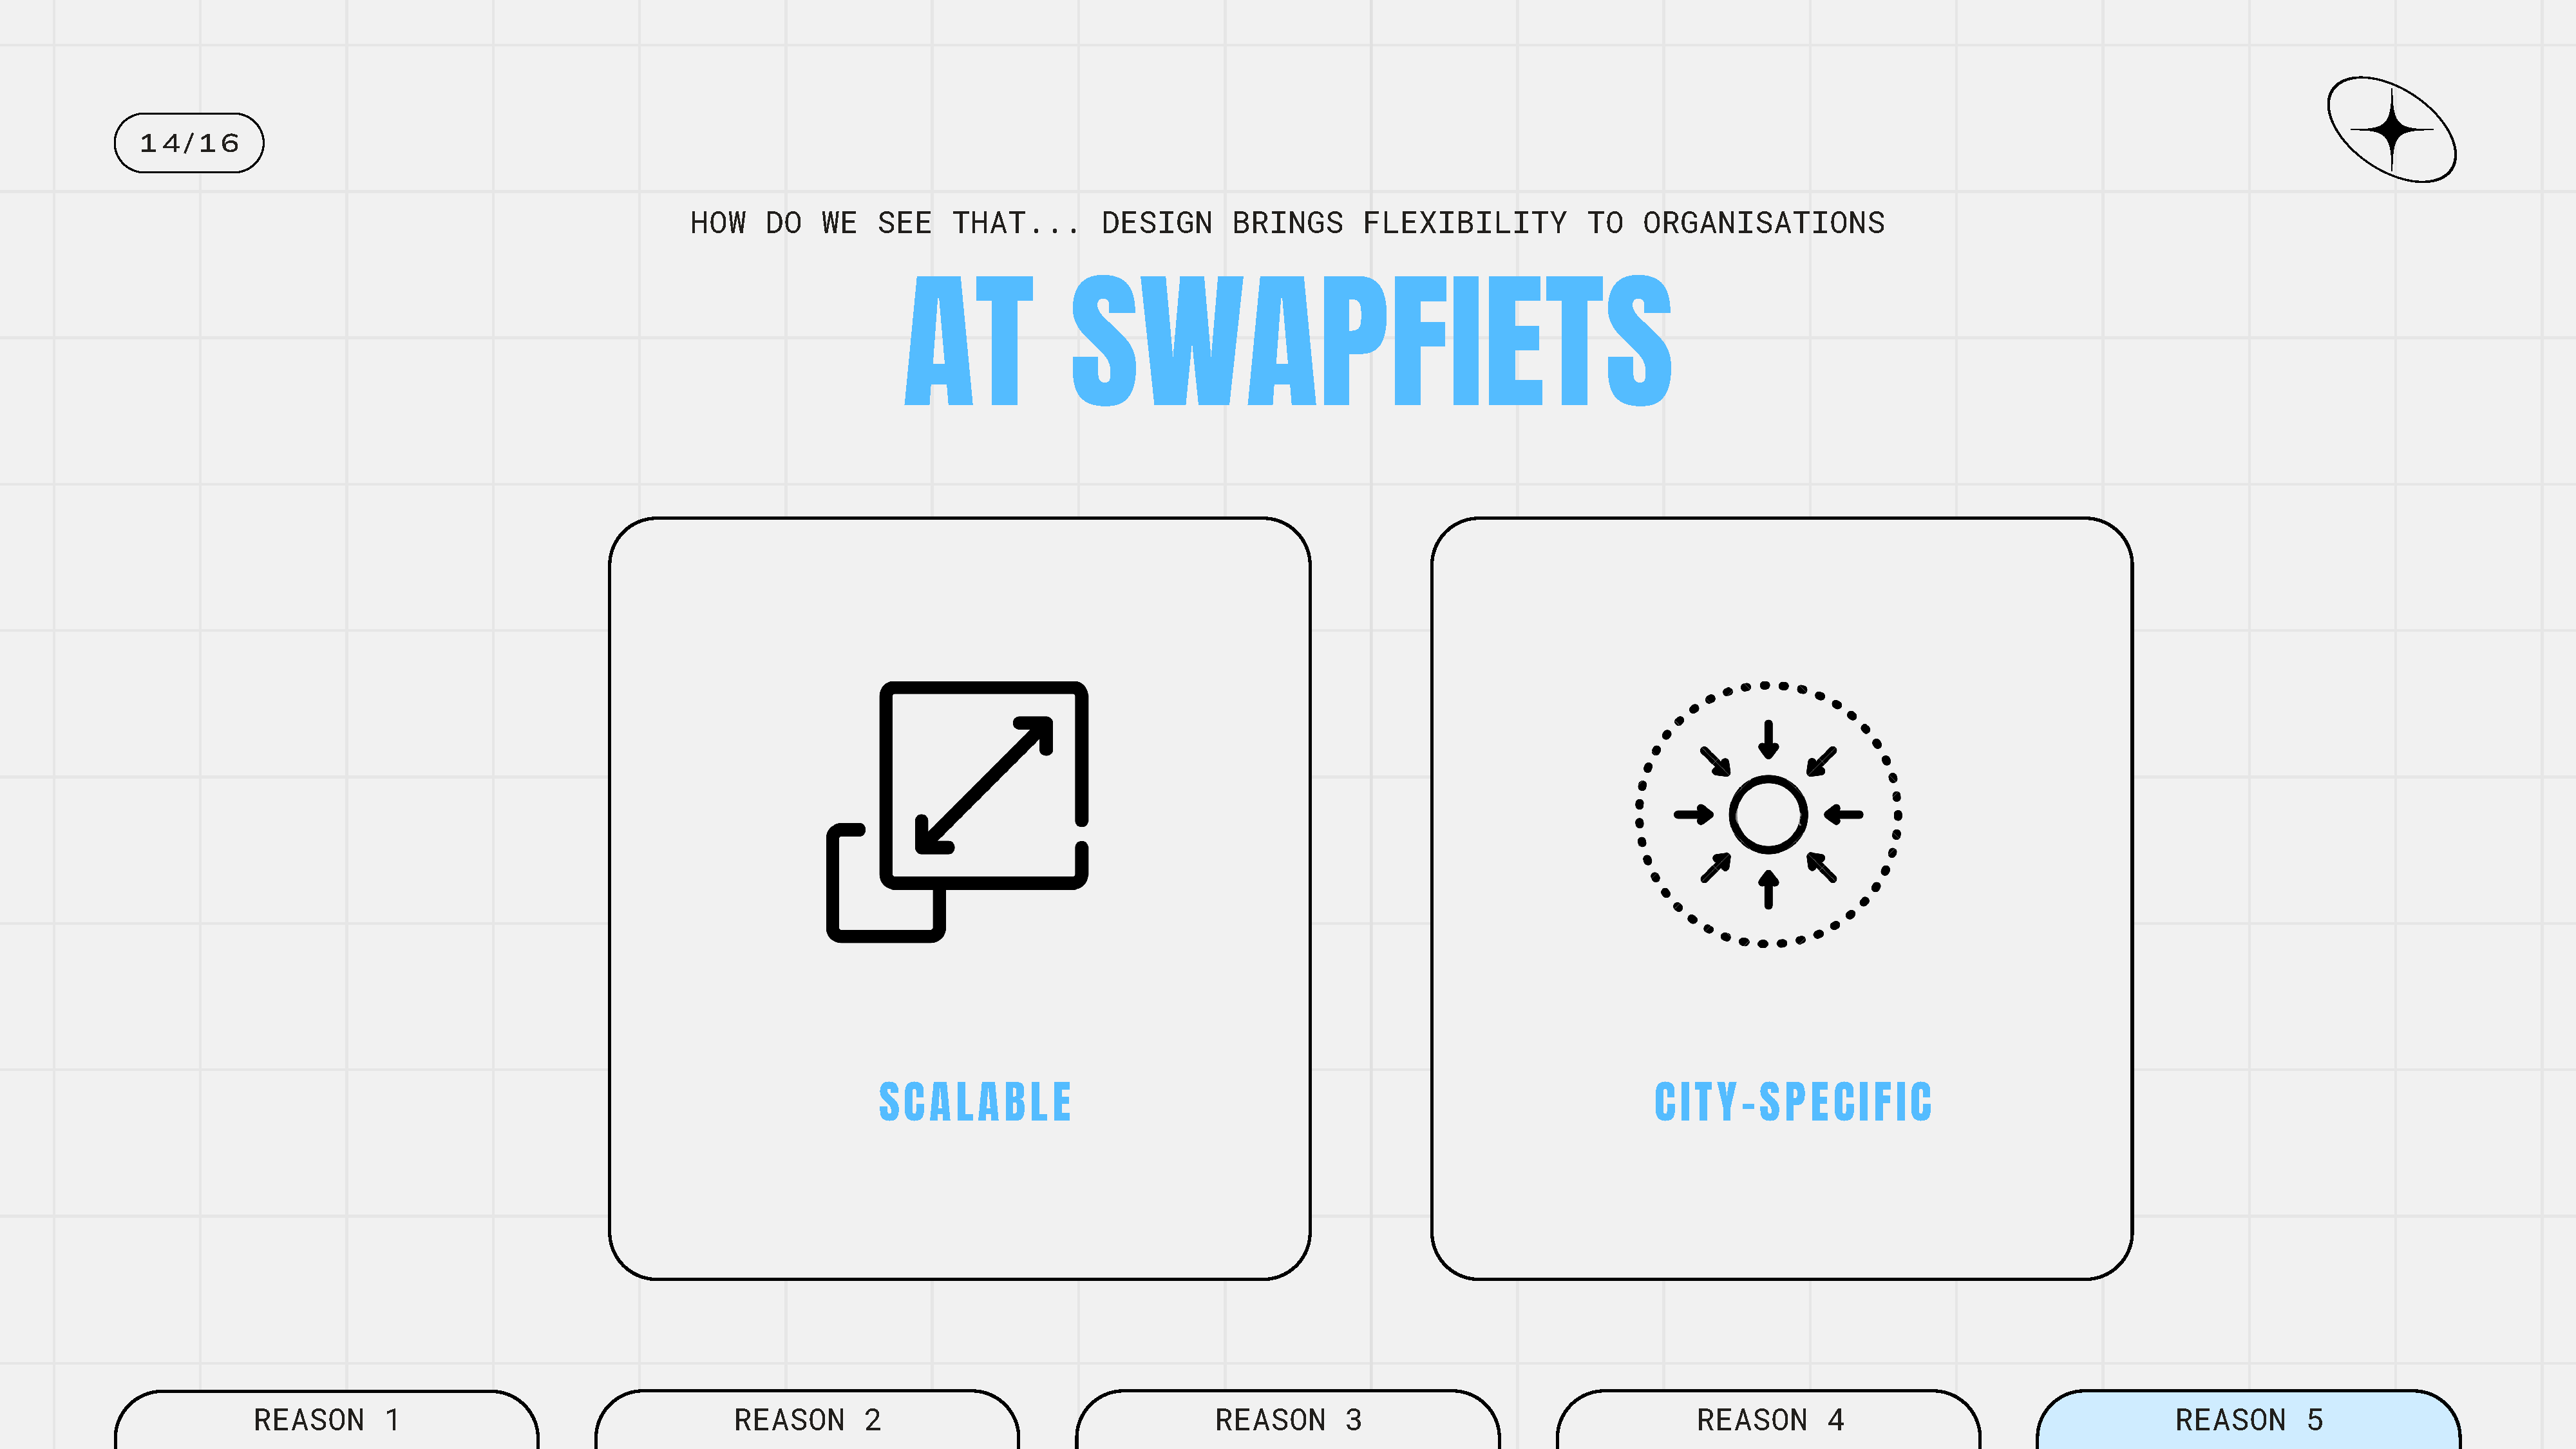 14/16
HOW DO WE SEE THAT... DESIGN BRINGS FLEXIBILITY TO ORGANISATIONS
AT SWAPFIETS
SCALABLE
CITY-SPECIFIC
REASON 1
REASON 2
REASON 3
REASON 4
REASON 5